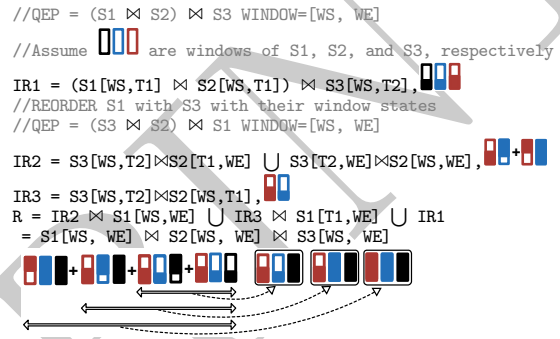 //QEP = (S1 ⋈ S2) ⋈ S3 WINDOW=[WS, WE]
//Assume are windows of S1, S2, and S3, respectively
IR1 = (S1[WS,T1] ⋈ S2[WS,T1]) ⋈ S3[WS,T2],
//REORDER S1 with S3 with their window states
//QEP = (S3 ⋈ S2) ⋈ S1 WINDOW=[WS, WE]
IR2 = S3[WS,T2]⋈S2[T1,WE] ⋃ S3[T2,WE]⋈S2[WS,WE], +
IR3 = S3[WS,T2]⋈S2[WS,T1],
R = IR2 ⋈ S1[WS,WE] ⋃ IR3 ⋈ S1[T1,WE] ⋃ IR1
= S1[WS, WE] ⋈ S2[WS, WE] ⋈ S3[WS, WE]
+ + +